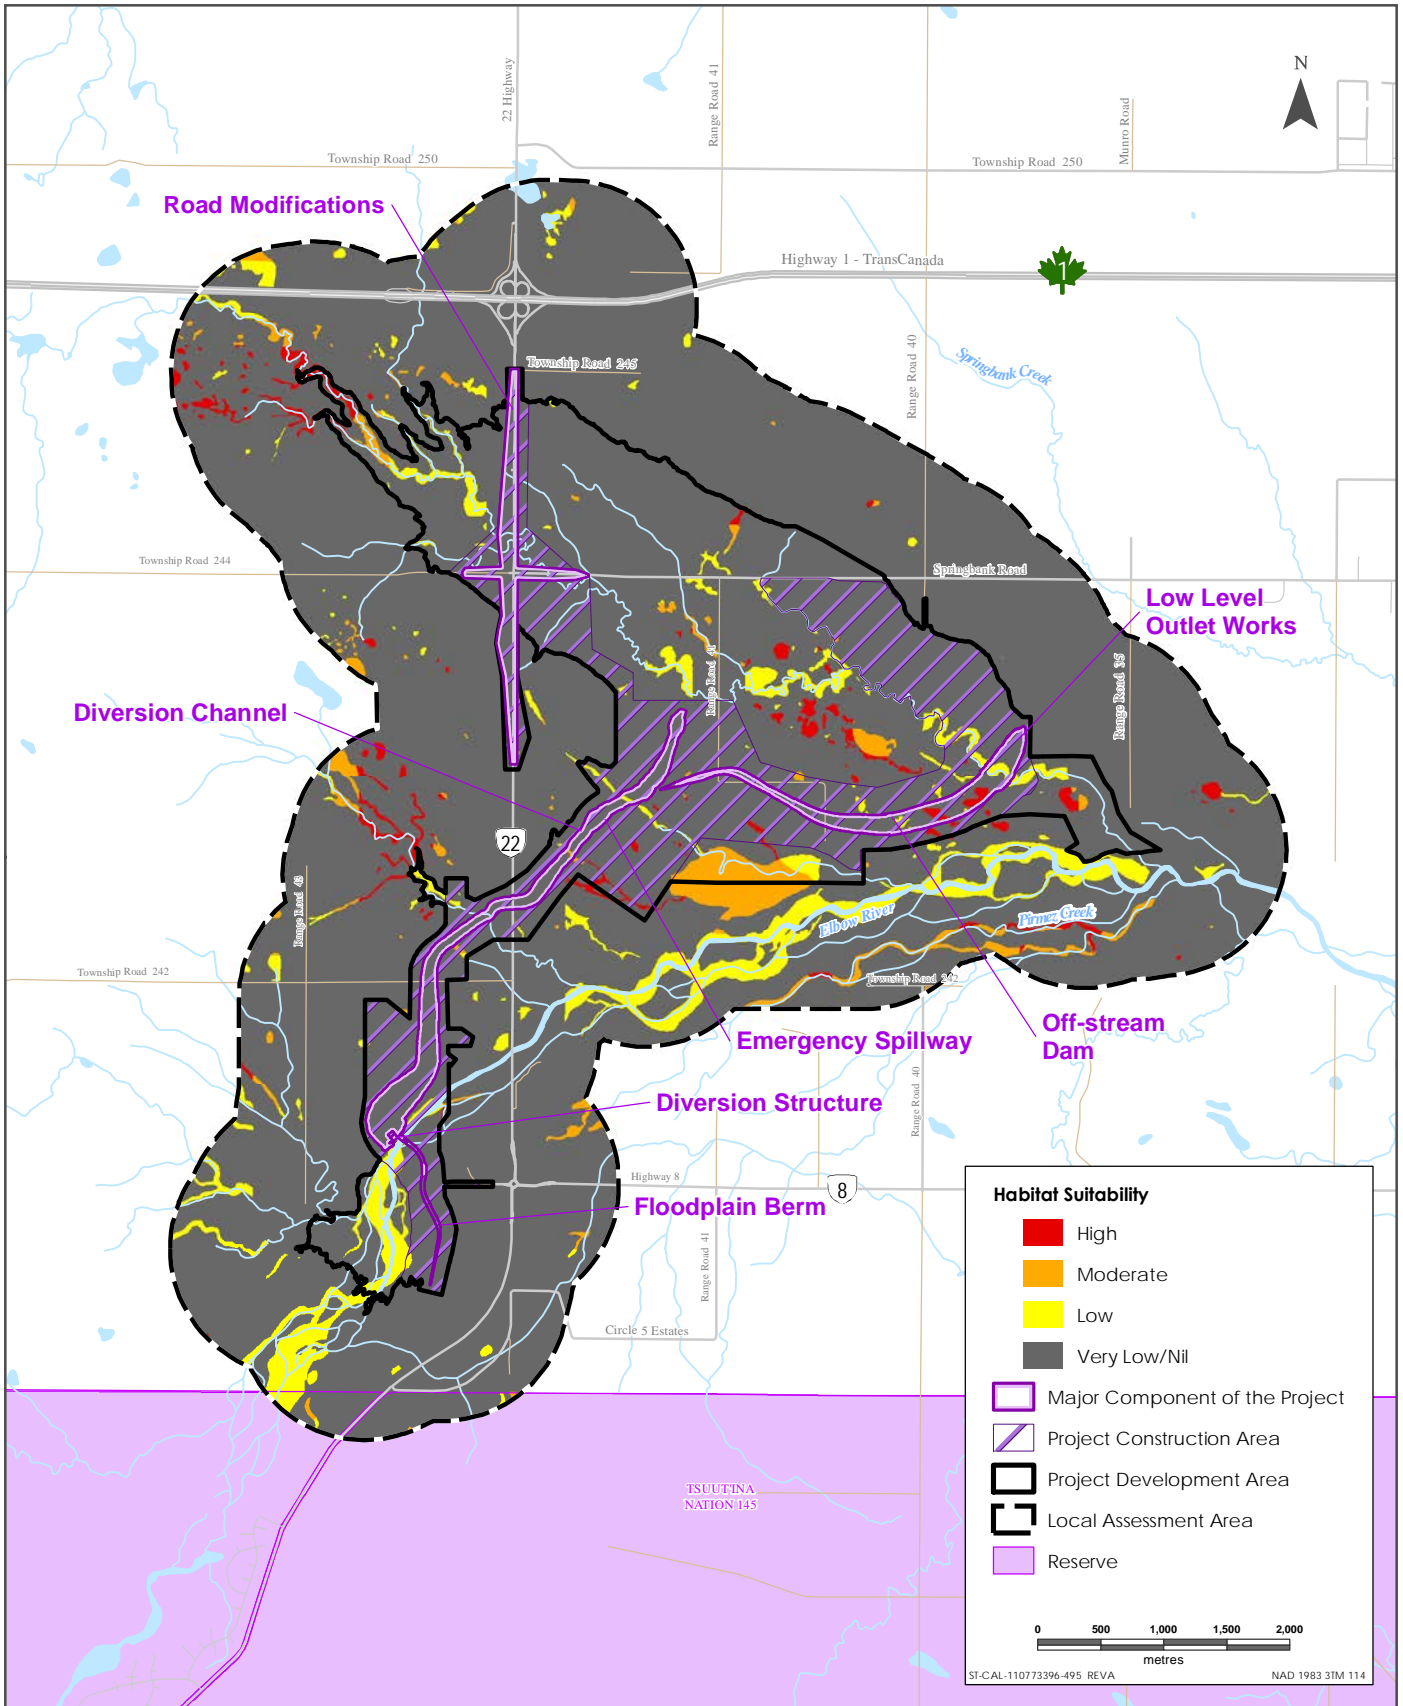 N
22 Highway
Range Road 41
Munro Road
Township Road 250
Township Road 250
Road Modifications
Highway 1 - TransCanada
1
Township Road 245
Range Road 40
Springbank Creek
Township Road 244
Springbank Road
Low Level
Outlet Works
Range Road 41
Range Road 35
Diversion Channel
22
Range Road 43
Elbow River
Pirmez Creek
Township Road 242
Township Road 242
Off-stream
Dam
Emergency Spillway
Range Road 40
Diversion Structure
Highway 8
8
Floodplain Berm
Range Road 41
Circle 5 Estates
TSUUT'INA
NATION 145
Habitat Suitability
High
Moderate
Low
Very Low/Nil
Major Component of the Project
Project Construction Area
Project Development Area
Local Assessment Area
Reserve
0 500 1,000 1,500 2,000
metres
ST-CAL-110773396-495 REVA
NAD 1983 3TM 114